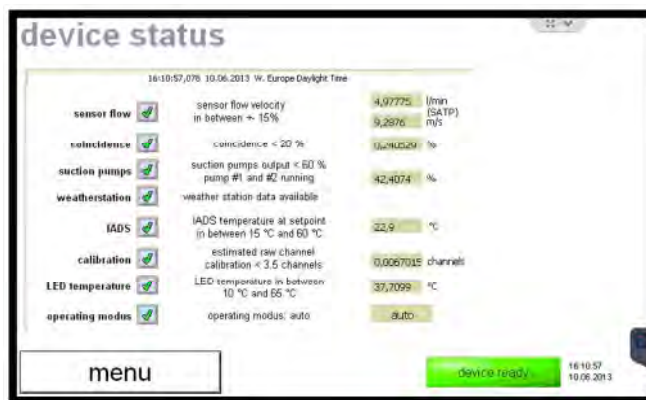 device status
16:10:57,078 10.06.2013 W. Europe Daylight Time
sensor flow
sensor flow velocity
in between +- 15%
4,97775 l/min
(SATP)
9,2876 m/s
coincidence
coincidence < 20 %
0,240529 %
suction pumps
suction pumps output < 60 %
pump #1 and #2 running
42,4074 %
weatherstation
weather station data available
IADS
IADS temperature at setpoint
in between 15 °C and 60 °C
22,9 °C
calibration
estimated raw channel
calibration < 3.5 channels
0,0067015 channels
LED temperature
LED temperature in between
10 °C and 65 °C
37,7099 °C
operating modus
operating modus: auto
auto
menu
device ready
16:10:57
10.06.2013